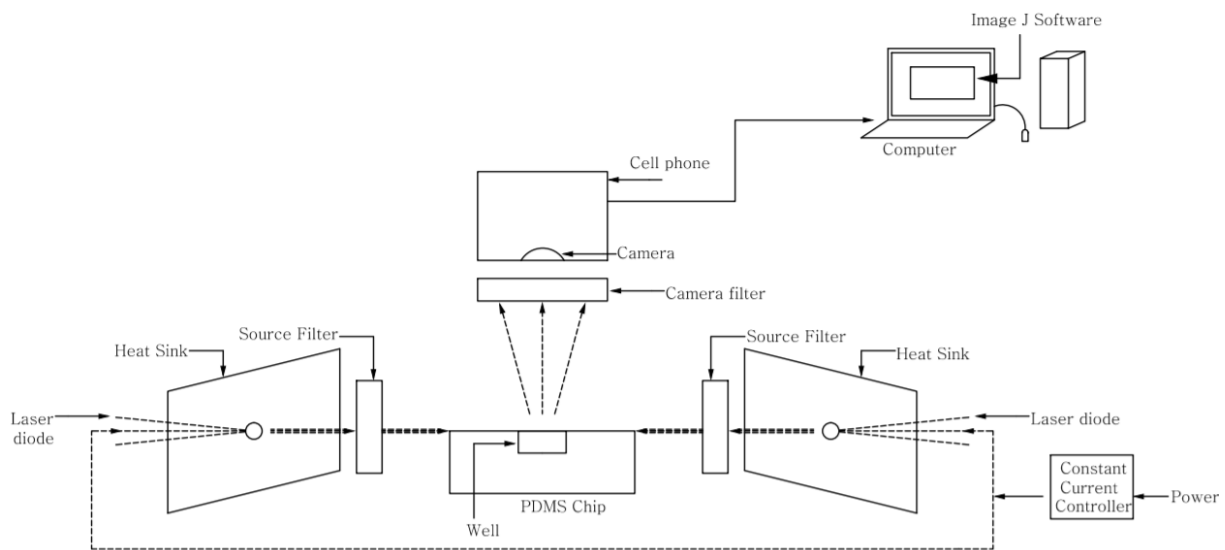 Image J Software
Computer
Cell phone
Camera
Camera filter
Source Filter
Source Filter
Heat Sink
Heat Sink
Laser
diode
Laser diode
Constant
Current
Controller
Power
PDMS Chip
Well